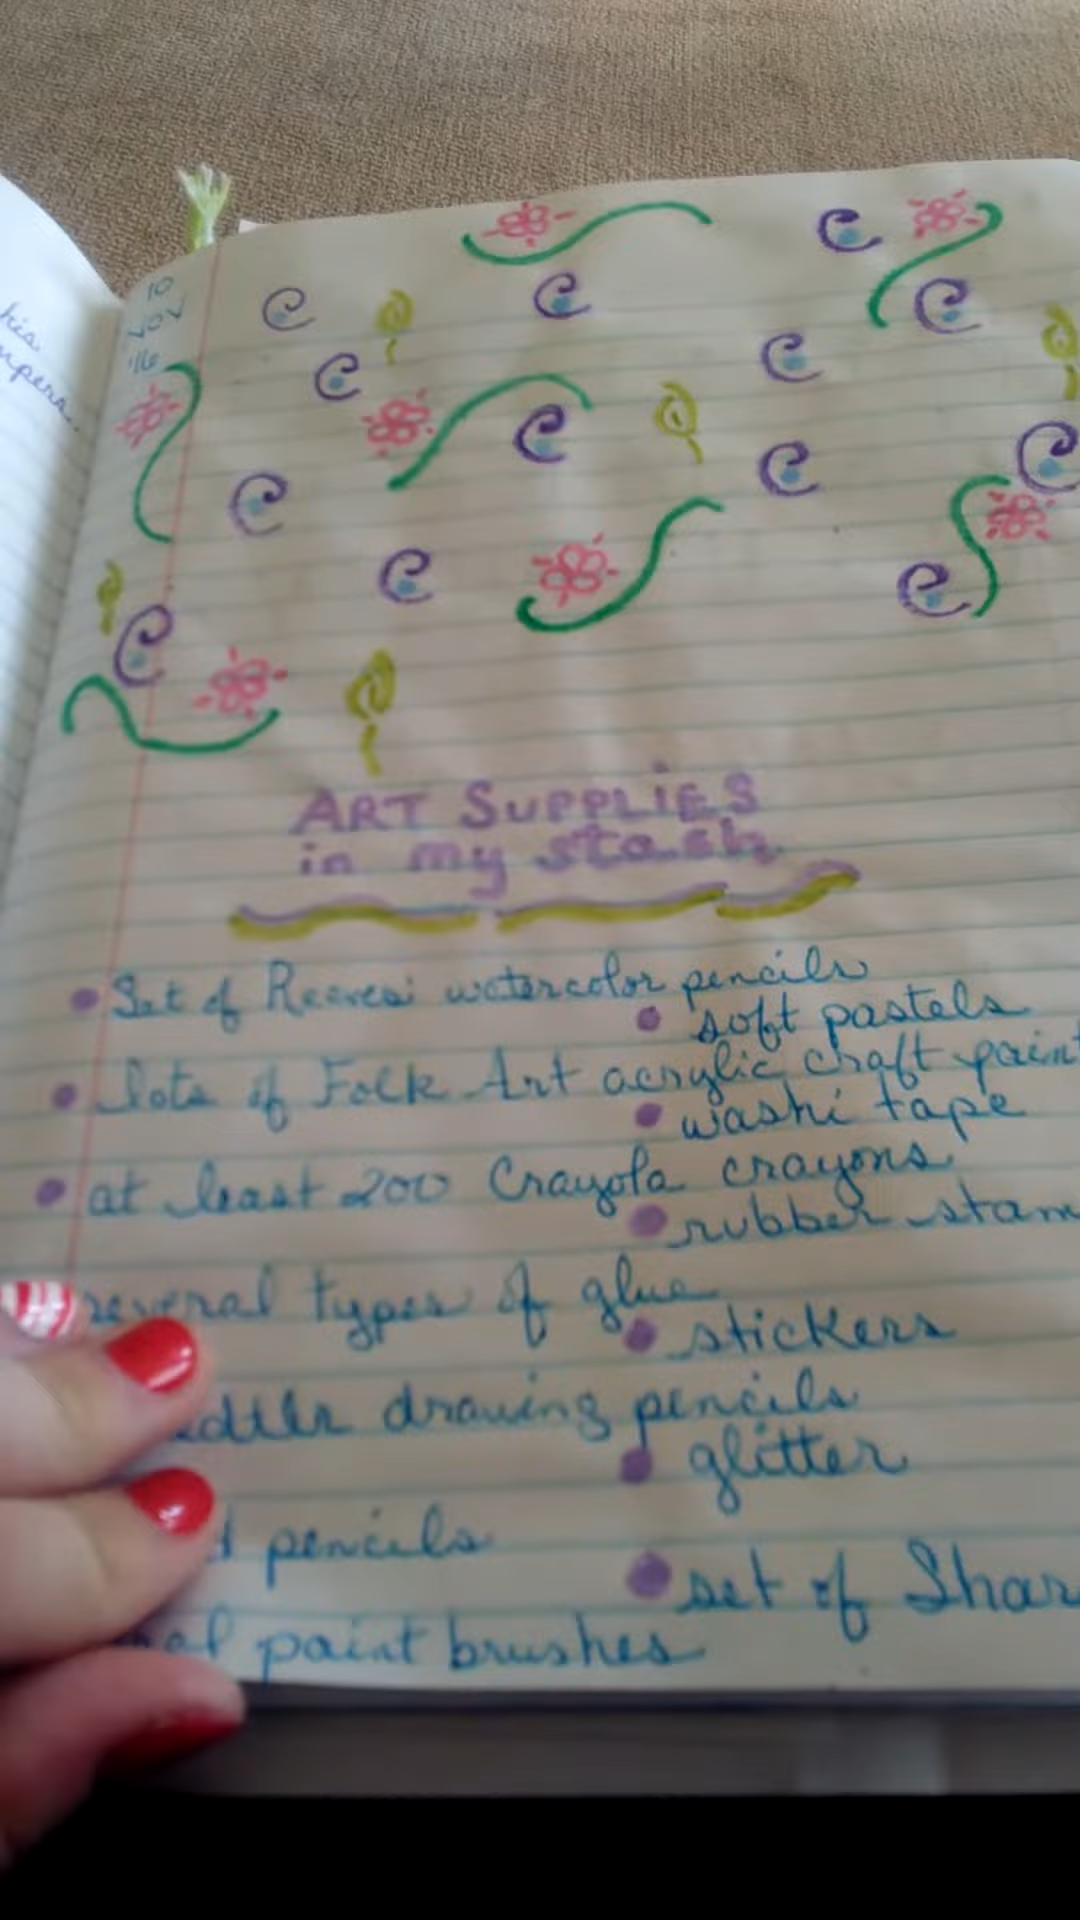 his
mpers.
10
NOV
'16
ART SUPPLiES
in my stash
• Set of Reeves watercolor pencils
• soft pastels
• lots of Folk Art acrylic craft paint
• washi tape
• at least 200 Crayola crayons
• rubber stam
several types of glue
• stickers
drawing pencils
• glitter
pencils
• set of Shar
paint brushes